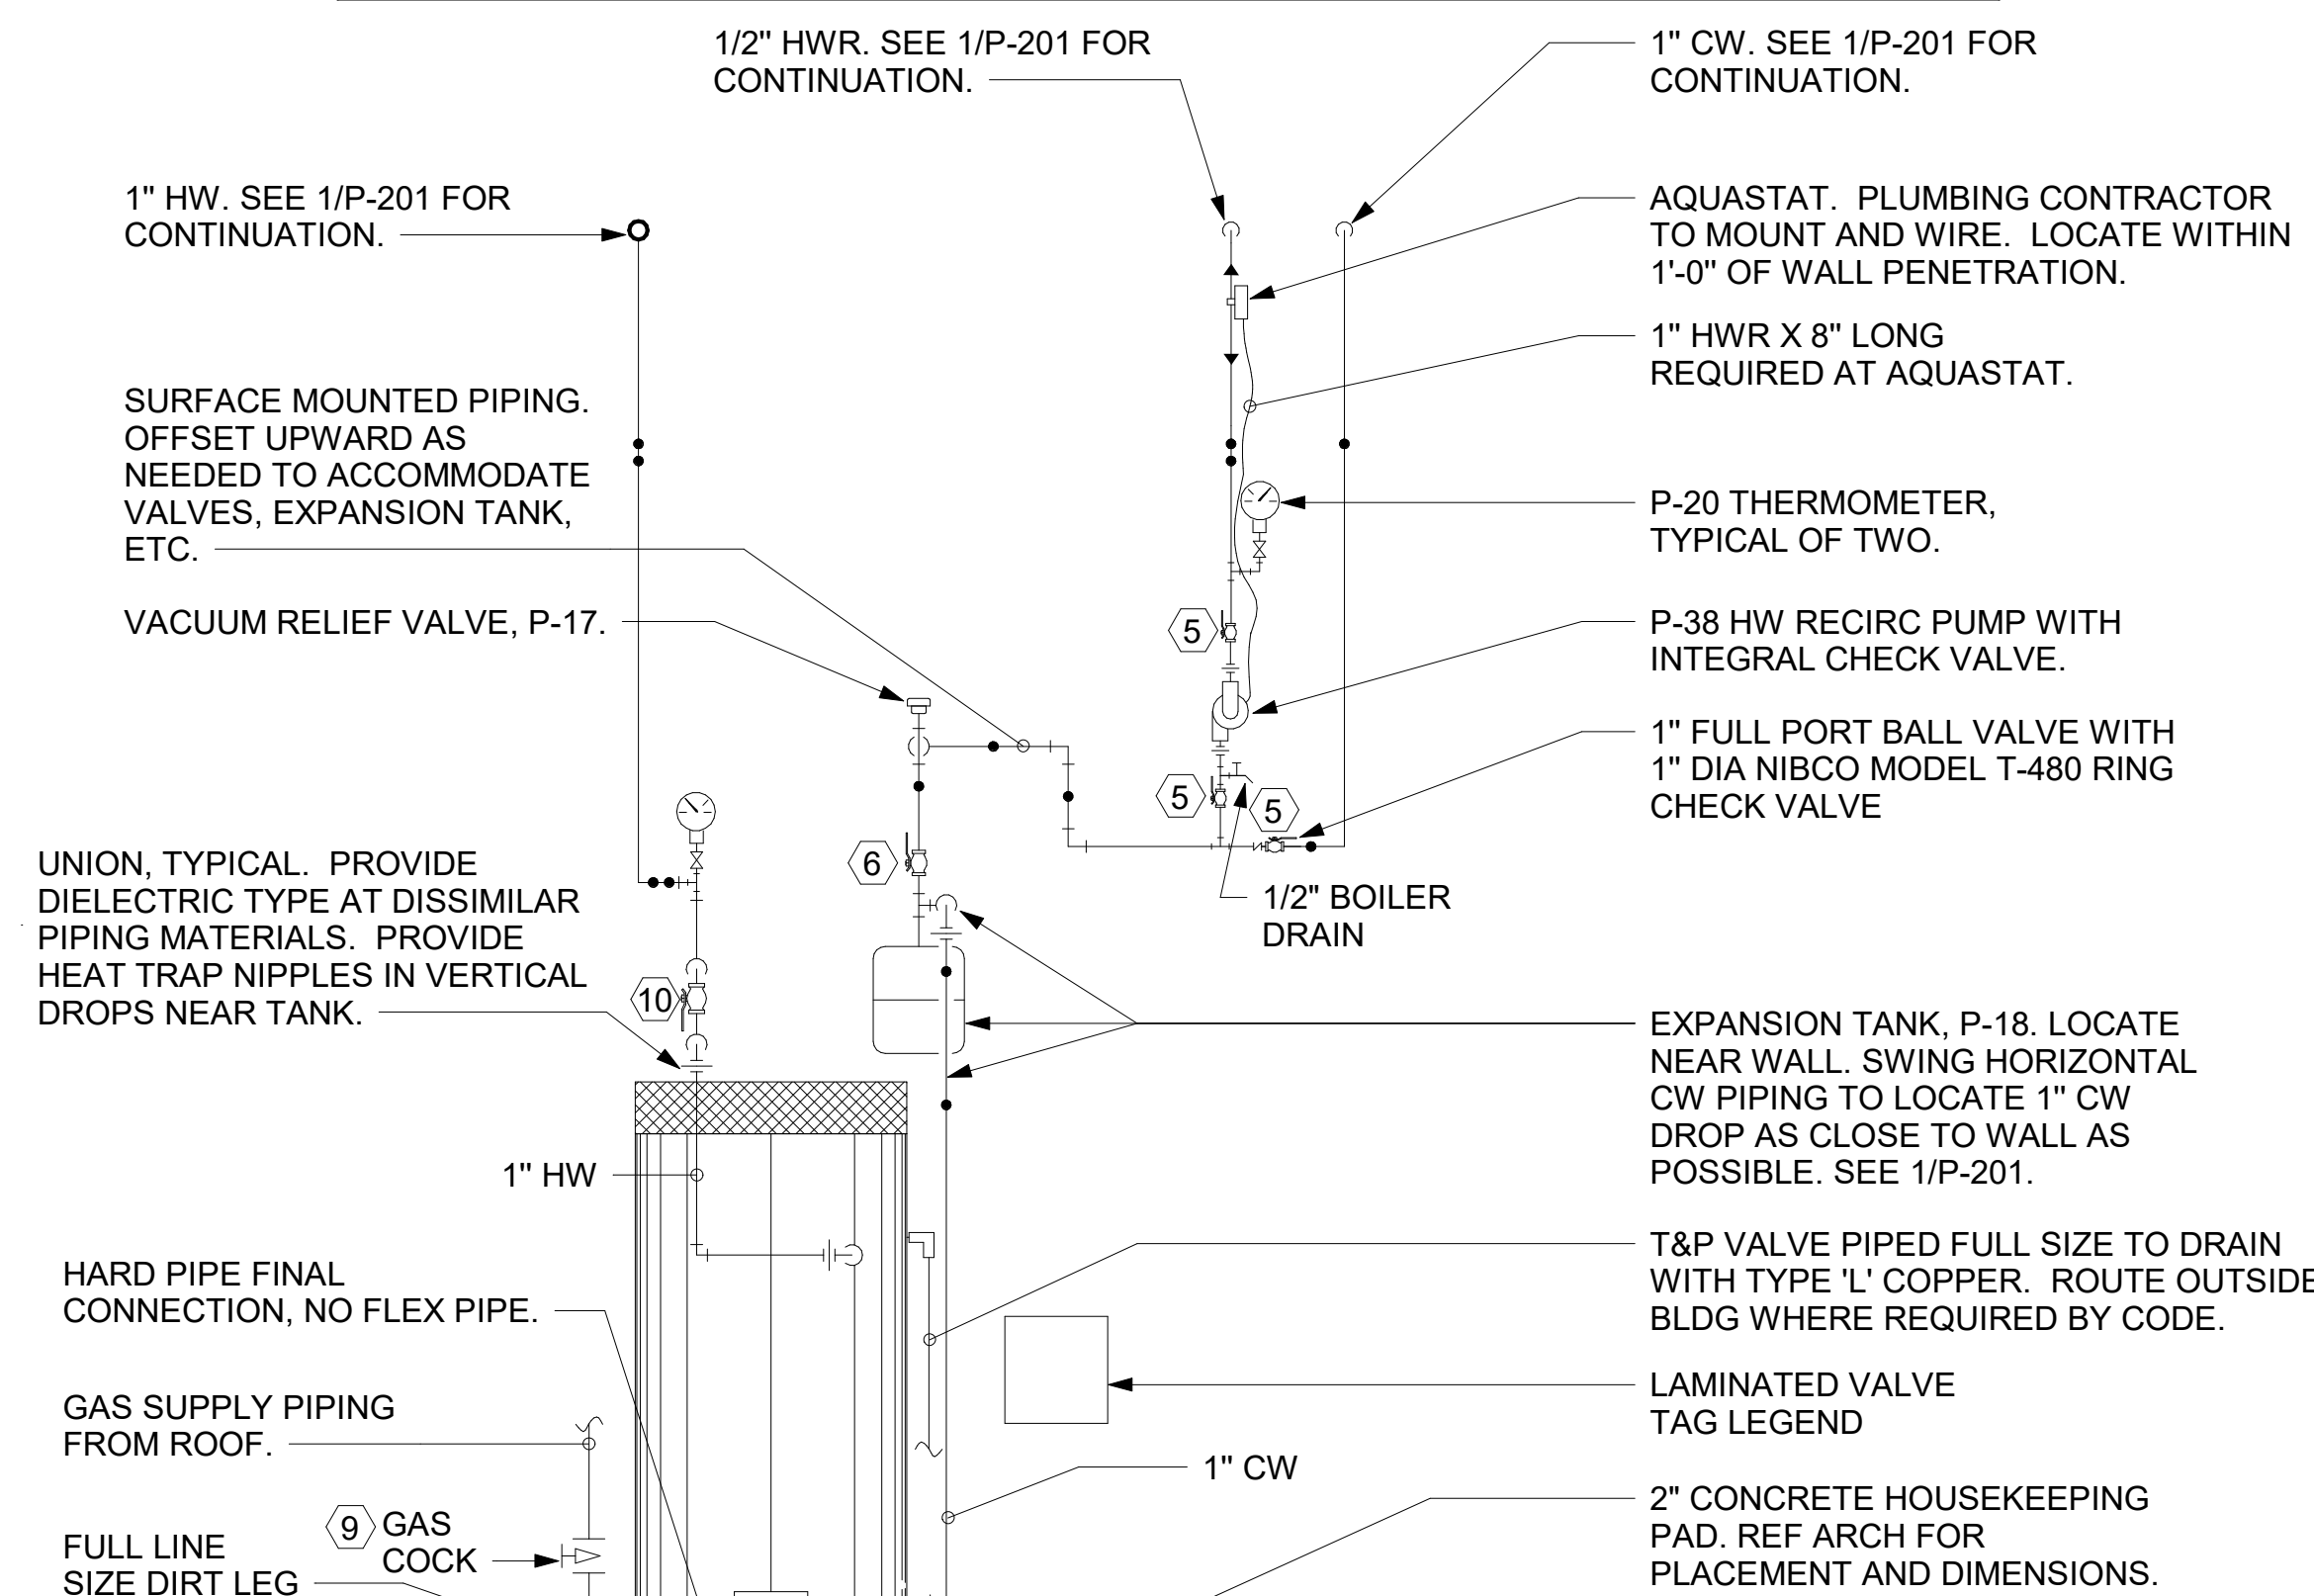 1/2" HWR. SEE 1/P-201 FOR
CONTINUATION.
1" CW. SEE 1/P-201 FOR
CONTINUATION.
1" HW. SEE 1/P-201 FOR
CONTINUATION.
AQUASTAT. PLUMBING CONTRACTOR
TO MOUNT AND WIRE. LOCATE WITHIN
1'-0" OF WALL PENETRATION.
1" HWR X 8" LONG
REQUIRED AT AQUASTAT.
SURFACE MOUNTED PIPING.
OFFSET UPWARD AS
NEEDED TO ACCOMMODATE
VALVES, EXPANSION TANK,
ETC.
P-20 THERMOMETER,
TYPICAL OF TWO.
VACUUM RELIEF VALVE, P-17.
5
P-38 HW RECIRC PUMP WITH
INTEGRAL CHECK VALVE.
1" FULL PORT BALL VALVE WITH
1" DIA NIBCO MODEL T-480 RING
CHECK VALVE
5
5
6
UNION, TYPICAL. PROVIDE
DIELECTRIC TYPE AT DISSIMILAR
PIPING MATERIALS. PROVIDE
HEAT TRAP NIPPLES IN VERTICAL
DROPS NEAR TANK.
1/2" BOILER
DRAIN
10
EXPANSION TANK, P-18. LOCATE
NEAR WALL. SWING HORIZONTAL
CW PIPING TO LOCATE 1" CW
DROP AS CLOSE TO WALL AS
POSSIBLE. SEE 1/P-201.
1" HW
T&P VALVE PIPED FULL SIZE TO DRAIN
WITH TYPE 'L' COPPER. ROUTE OUTSIDE
BLDG WHERE REQUIRED BY CODE.
HARD PIPE FINAL
CONNECTION, NO FLEX PIPE.
LAMINATED VALVE
TAG LEGEND
GAS SUPPLY PIPING
FROM ROOF.
1" CW
2" CONCRETE HOUSEKEEPING
PAD. REF ARCH FOR
PLACEMENT AND DIMENSIONS.
9
GAS
COCK
FULL LINE
SIZE DIRT LEG